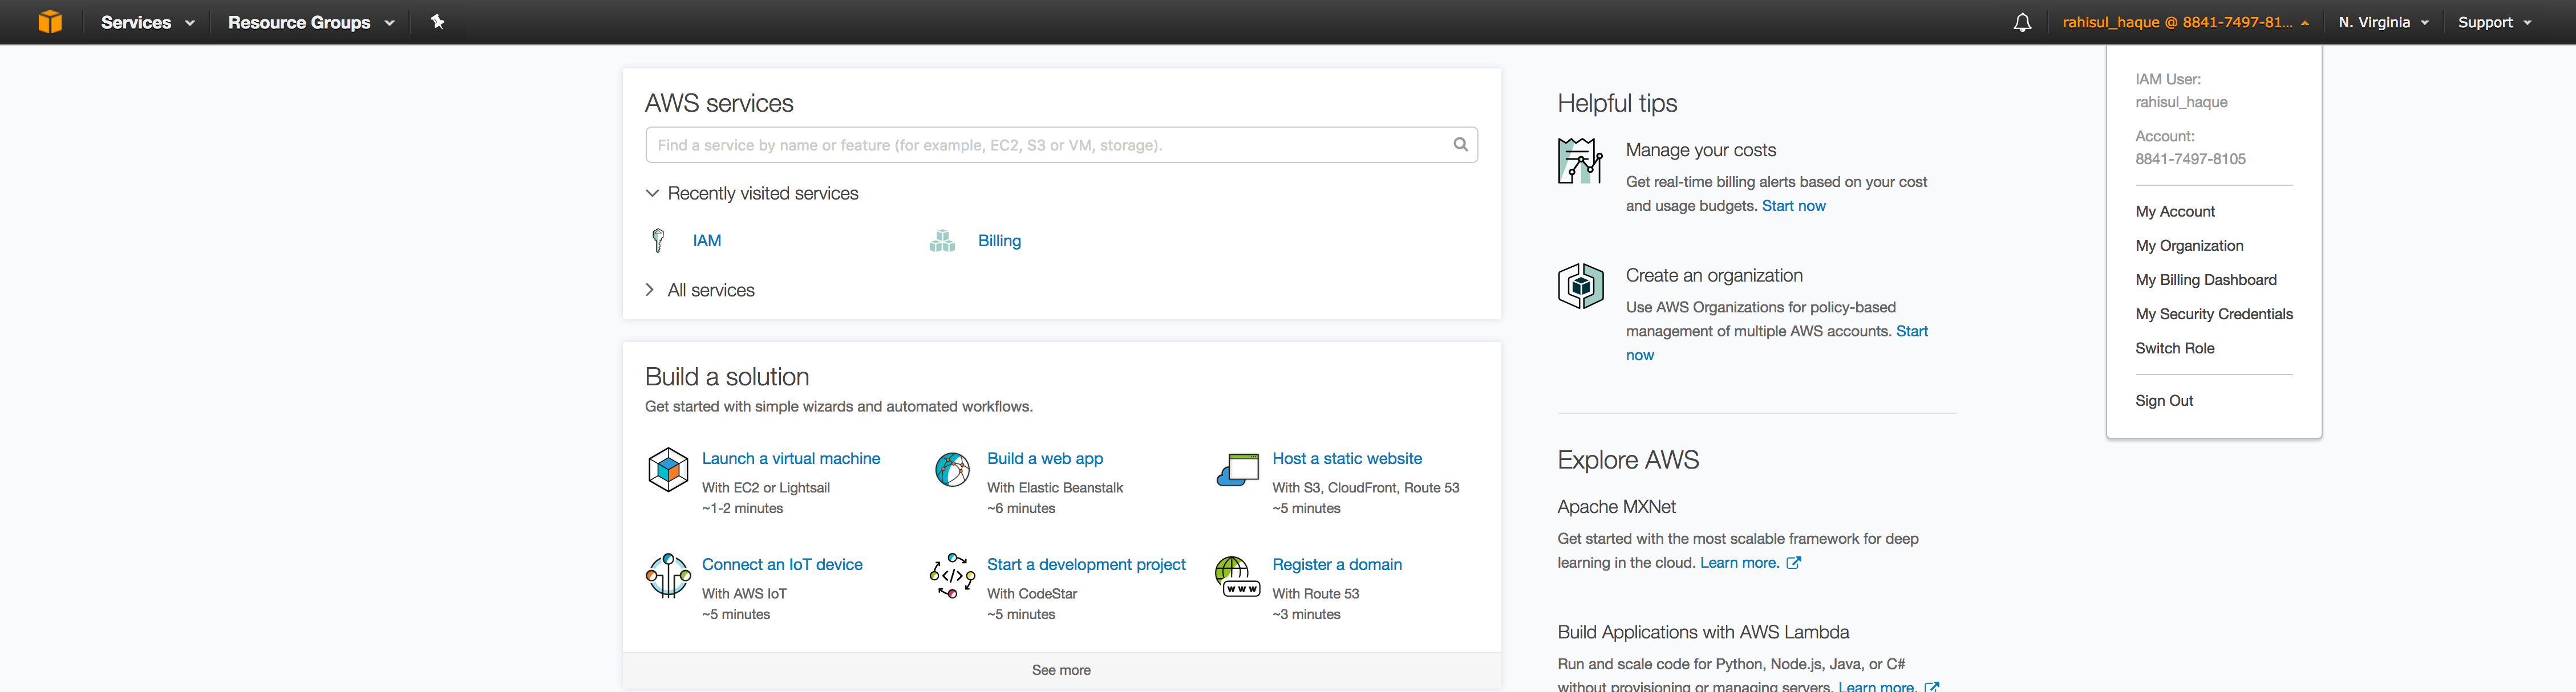 Services
Resource Groups
rahisul_haque @ 8841-7497-81...
N. Virginia
Support
AWS services
Find a service by name or feature (for example, EC2, S3 or VM, storage).
Recently visited services
IAM
Billing
All services
Build a solution
Get started with simple wizards and automated workflows.
Launch a virtual machine
With EC2 or Lightsail
~1-2 minutes
Build a web app
With Elastic Beanstalk
~6 minutes
Host a static website
With S3, CloudFront, Route 53
~5 minutes
Connect an IoT device
With AWS IoT
~5 minutes
Start a development project
With CodeStar
~5 minutes
www
Register a domain
With Route 53
~3 minutes
See more
Helpful tips
Manage your costs
Get real-time billing alerts based on your cost
and usage budgets. Start now
Create an organization
Use AWS Organizations for policy-based
management of multiple AWS accounts. Start
now
Explore AWS
Apache MXNet
Get started with the most scalable framework for deep
learning in the cloud. Learn more.
Build Applications with AWS Lambda
Run and scale code for Python, Node.js, Java, or C#
without provisioning or managing servers. Learn more.
IAM User:
rahisul_haque
Account:
8841-7497-8105
My Account
My Organization
My Billing Dashboard
My Security Credentials
Switch Role
Sign Out